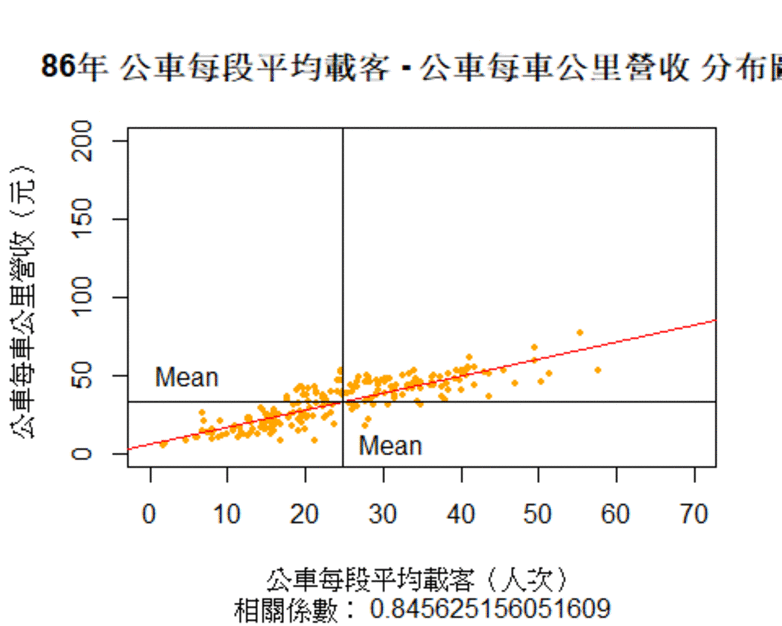 86年 公車每段平均載客 - 公車每車公里營收 分布圖
公車每車公里營收（元）
200
150
100
50
0
Mean
Mean
0 10 20 30 40 50 60 70
公車每段平均載客（人次）
相關係數： 0.845625156051609